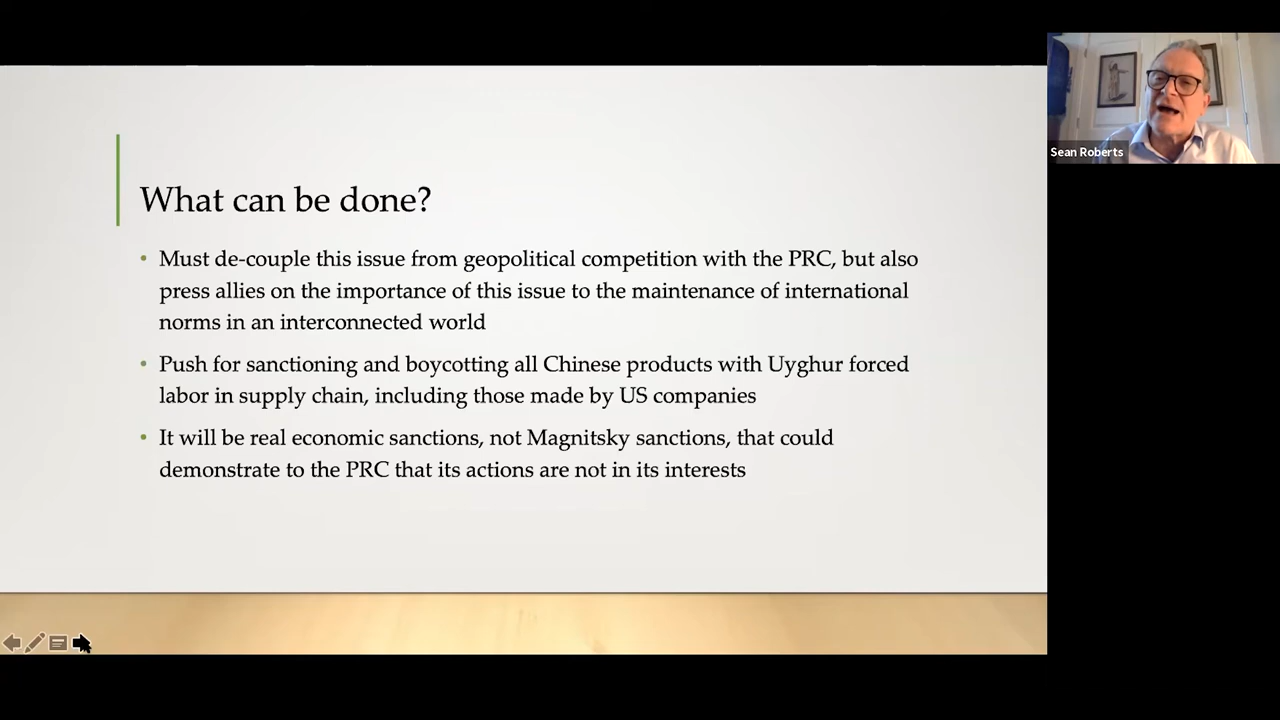 What can be done?
• Must de-couple this issue from geopolitical competition with the PRC, but also
press allies on the importance of this issue to the maintenance of international
norms in an interconnected world
• Push for sanctioning and boycotting all Chinese products with Uyghur forced
labor in supply chain, including those made by US companies
• It will be real economic sanctions, not Magnitsky sanctions, that could
demonstrate to the PRC that its actions are not in its interests
Sean Roberts